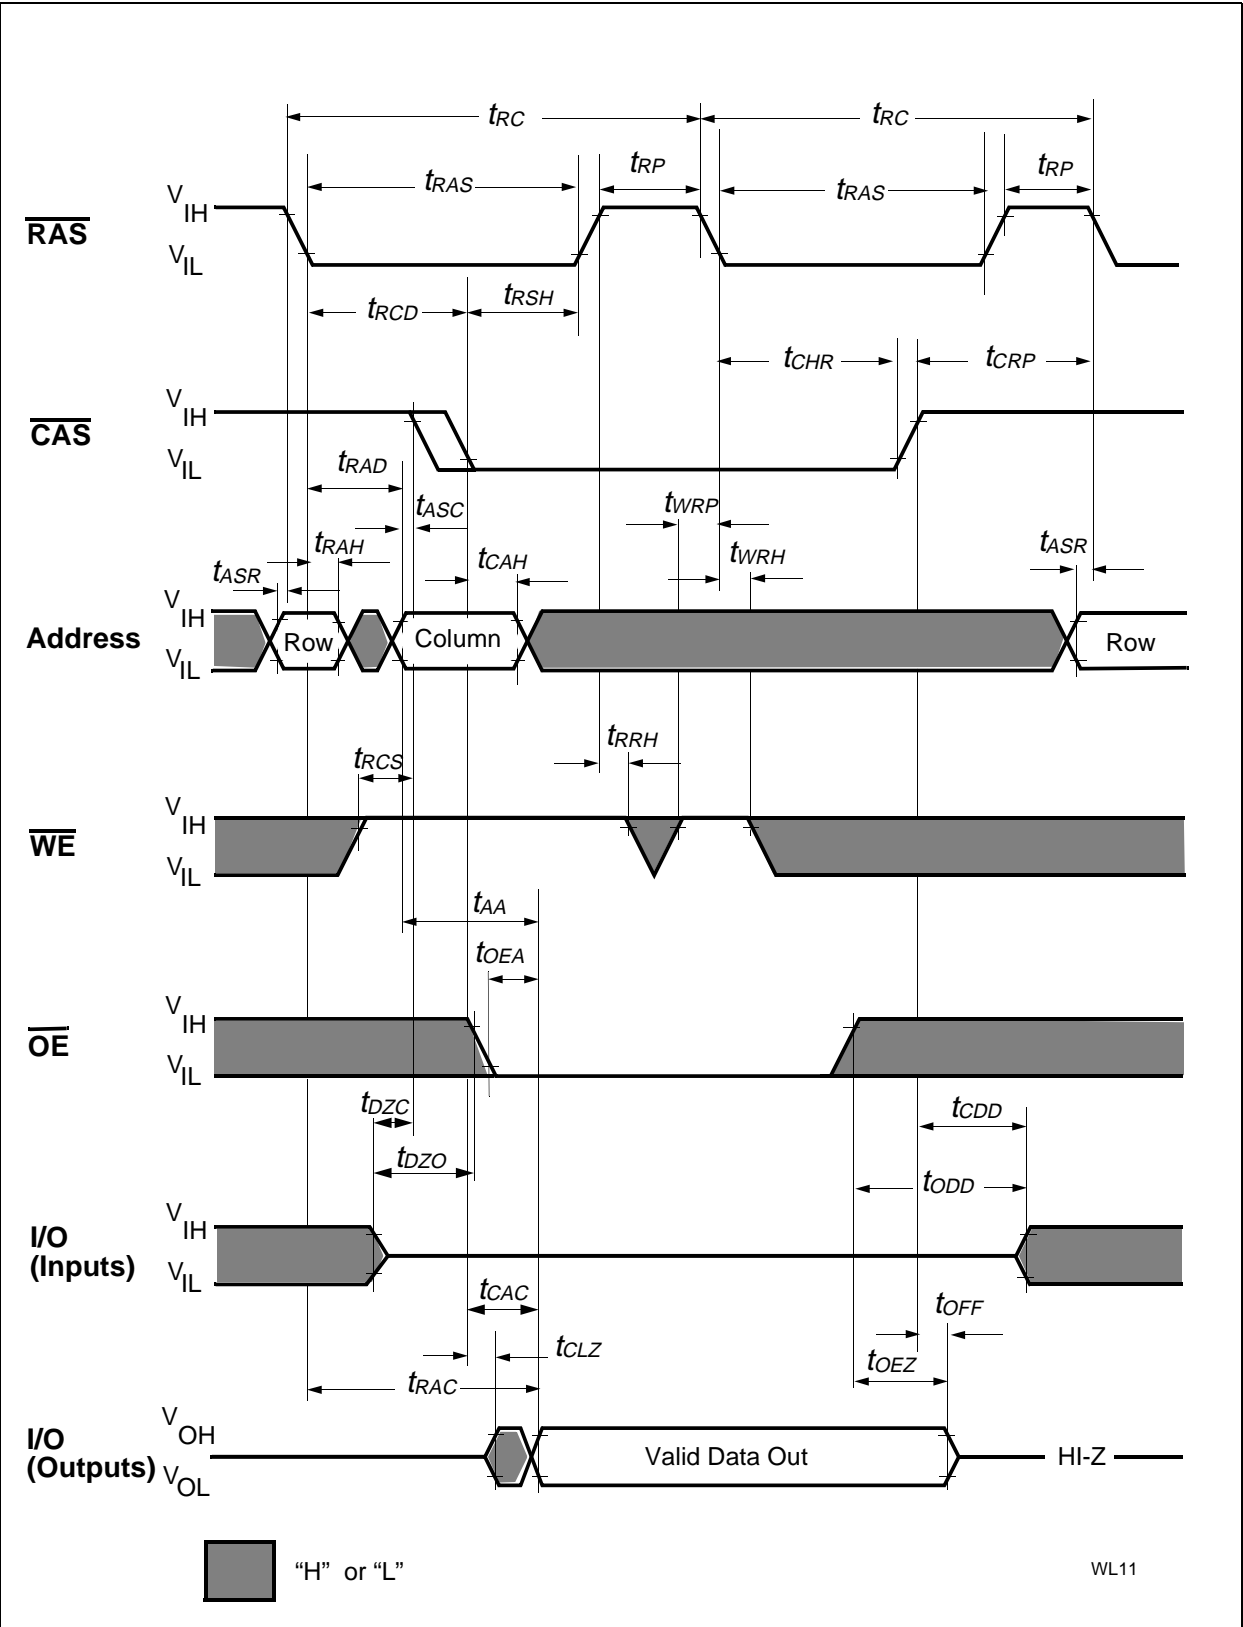 tRC tRC
tRAS tRP tRAS tRP
VIH
RAS
VIL
tRCD tRSH
tCHR tCRP
VIH
CAS
VIL
tRAD
tASC tWRP
tRAH tCAH tWRH tASR
tASR
VIH
Address Row Column Row
VIL
tRRH
tRCS
VIH
WE
VIL
tAA
tOEA
VIH
OE
VIL
tDZC tCDD
tDZO tODD
VIH
I/O
(Inputs)
VIL
tCAC tOFF
tCLZ tOEZ
tRAC
VOH
I/O
(Outputs) Valid Data Out HI-Z
VOL
“H” or “L” WL11